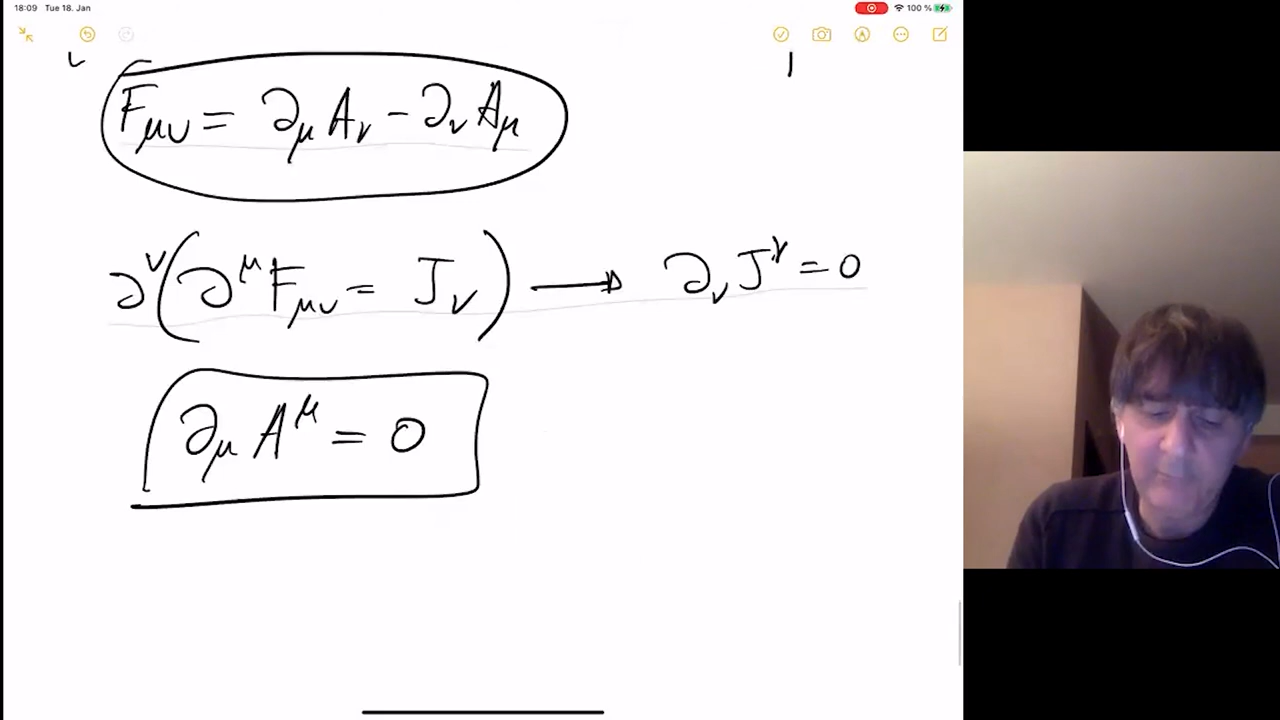 18:09 Tue 18. Jan 100 %
F_{μν} = ∂_μ A_ν - ∂_ν A_μ
∂^ν(∂^μ F_{μν} = J_ν) → ∂_ν J^ν = 0
∂_μ A^μ = 0